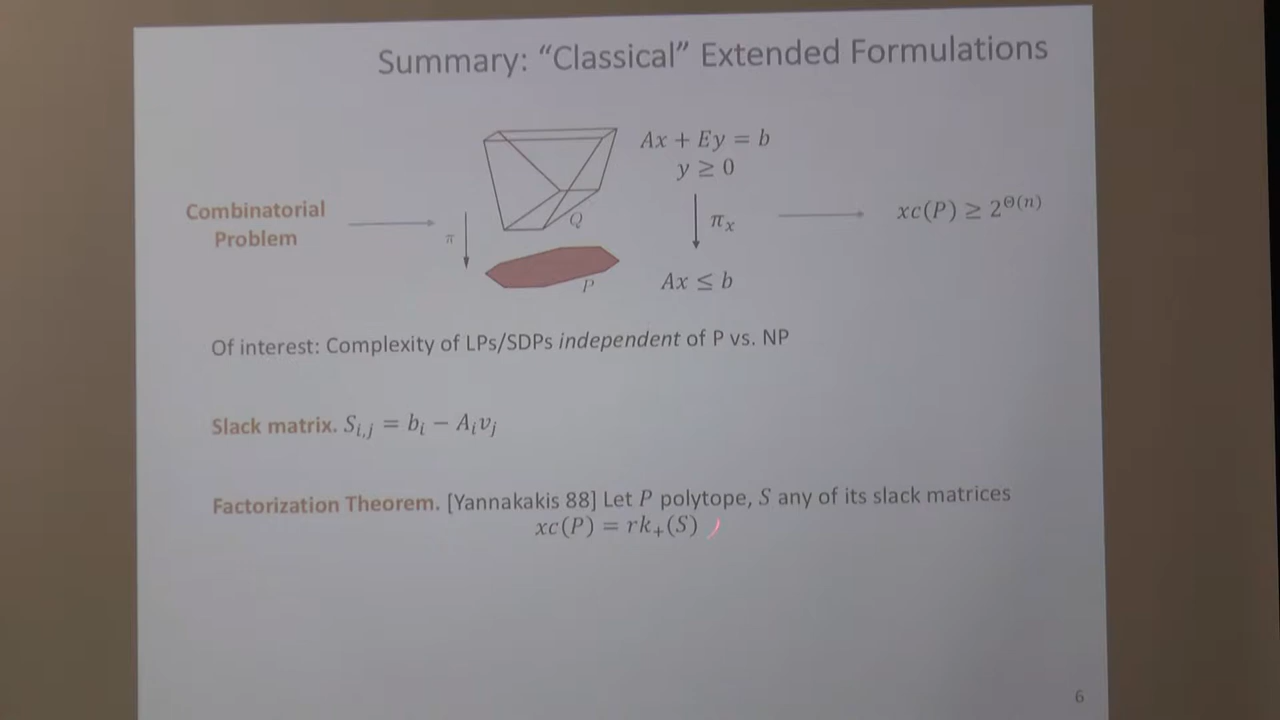 Summary: “Classical” Extended Formulations
Combinatorial
Problem
π
Q
P
Ax + Ey = b
y ≥ 0
π_x
Ax ≤ b
xc(P) ≥ 2^{Θ(n)}
Of interest: Complexity of LPs/SDPs independent of P vs. NP
Slack matrix. S_{i,j} = b_i − A_i v_j
Factorization Theorem. [Yannakakis 88] Let P polytope, S any of its slack matrices
xc(P) = rk_+(S)
6